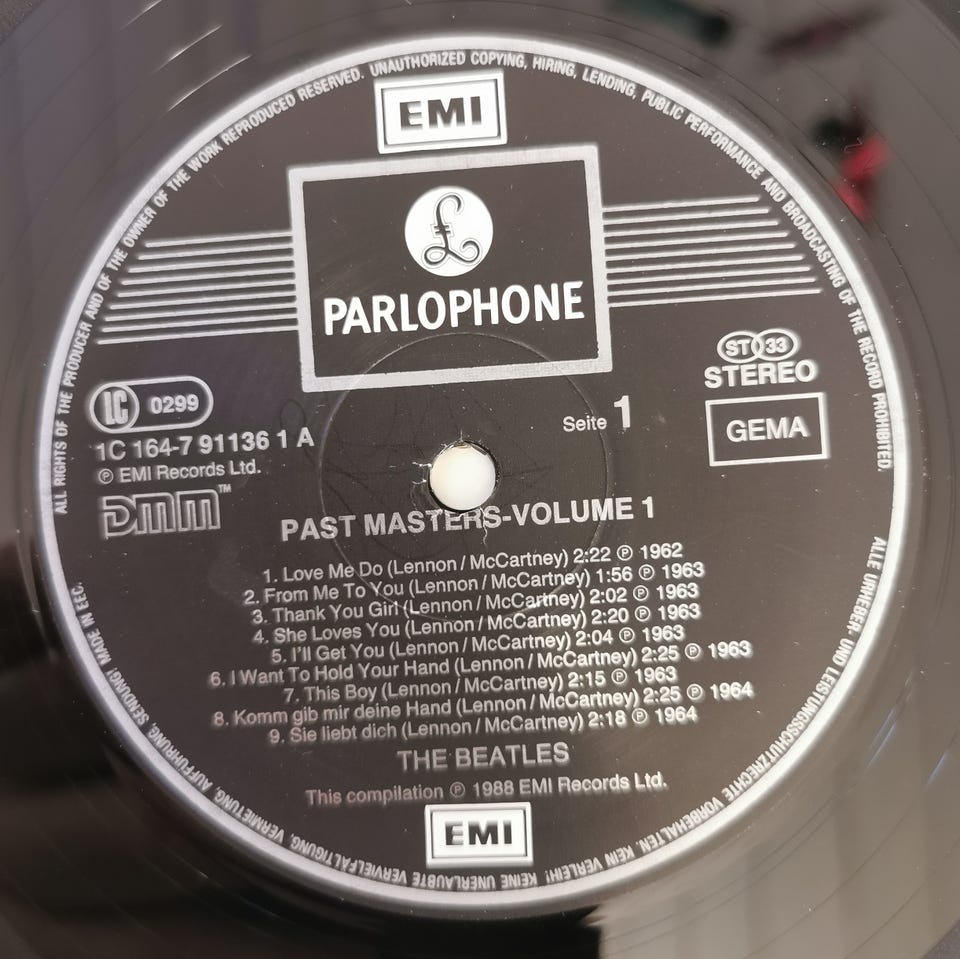 ALL RIGHTS OF THE PRODUCER AND OF THE OWNER OF THE WORK REPRODUCED RESERVED. UNAUTHORIZED COPYING, HIRING, LENDING, PUBLIC PERFORMANCE AND BROADCASTING OF THE RECORD PROHIBITED.
EMI
£
PARLOPHONE
ST 33
STEREO
LC 0299
Seite 1
GEMA
1C 164-7 91136 1 A
℗ EMI Records Ltd.
DMM™
PAST MASTERS-VOLUME 1
1. Love Me Do (Lennon / McCartney) 2:22 ℗ 1962
2. From Me To You (Lennon / McCartney) 1:56 ℗ 1963
3. Thank You Girl (Lennon / McCartney) 2:02 ℗ 1963
4. She Loves You (Lennon / McCartney) 2:20 ℗ 1963
5. I'll Get You (Lennon / McCartney) 2:04 ℗ 1963
6. I Want To Hold Your Hand (Lennon / McCartney) 2:25 ℗ 1963
7. This Boy (Lennon / McCartney) 2:15 ℗ 1963
8. Komm gib mir deine Hand (Lennon / McCartney) 2:25 ℗ 1964
9. Sie liebt dich (Lennon / McCartney) 2:18 ℗ 1964
THE BEATLES
This compilation ℗ 1988 EMI Records Ltd.
EMI
ALLE URHEBER- UND LEISTUNGSSCHUTZRECHTE VORBEHALTEN. KEIN VERLEIH! KEINE UNERLAUBTE VERVIELFÄLTIGUNG, VERMIETUNG, AUFFÜHRUNG, SENDUNG! MADE IN EEC.